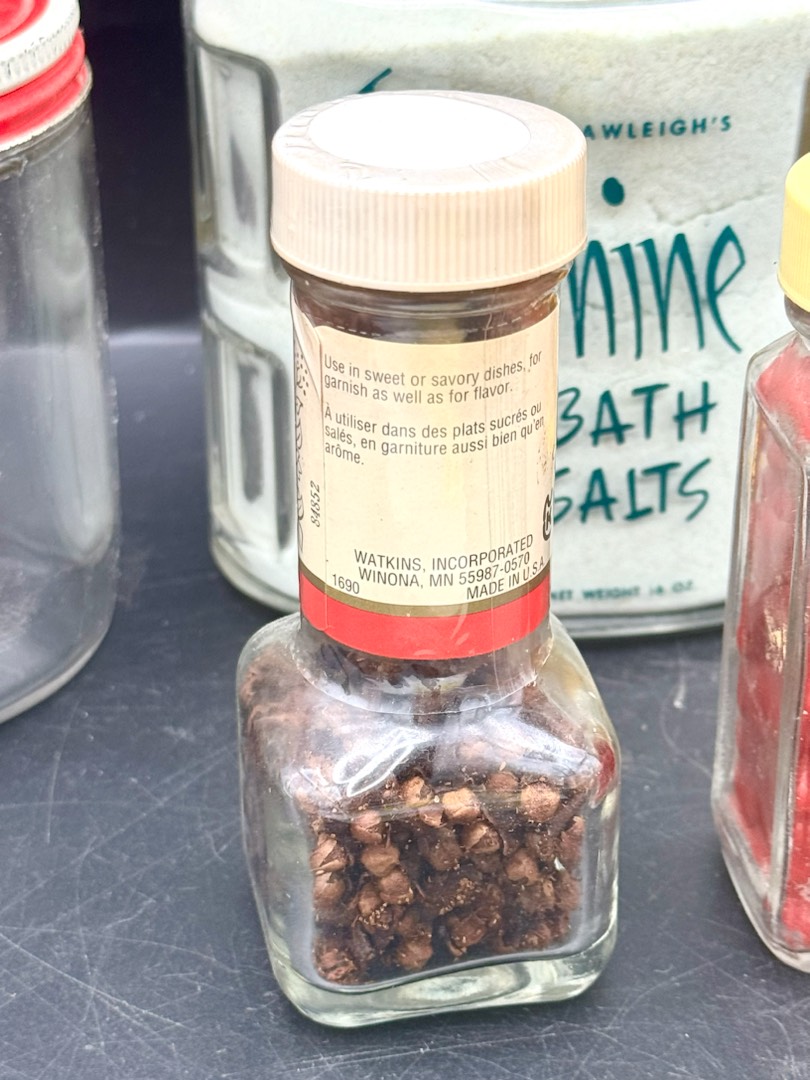 Use in sweet or savory dishes, for
garnish as well as for flavor.
À utiliser dans des plats sucrés ou
salés, en garniture aussi bien qu'en
arôme.
84852
WATKINS, INCORPORATED
WINONA, MN 55987-0570
1690 MADE IN U.S.A.
AWLEIGH'S
nine
BATH
SALTS
NET WEIGHT 16 OZ.